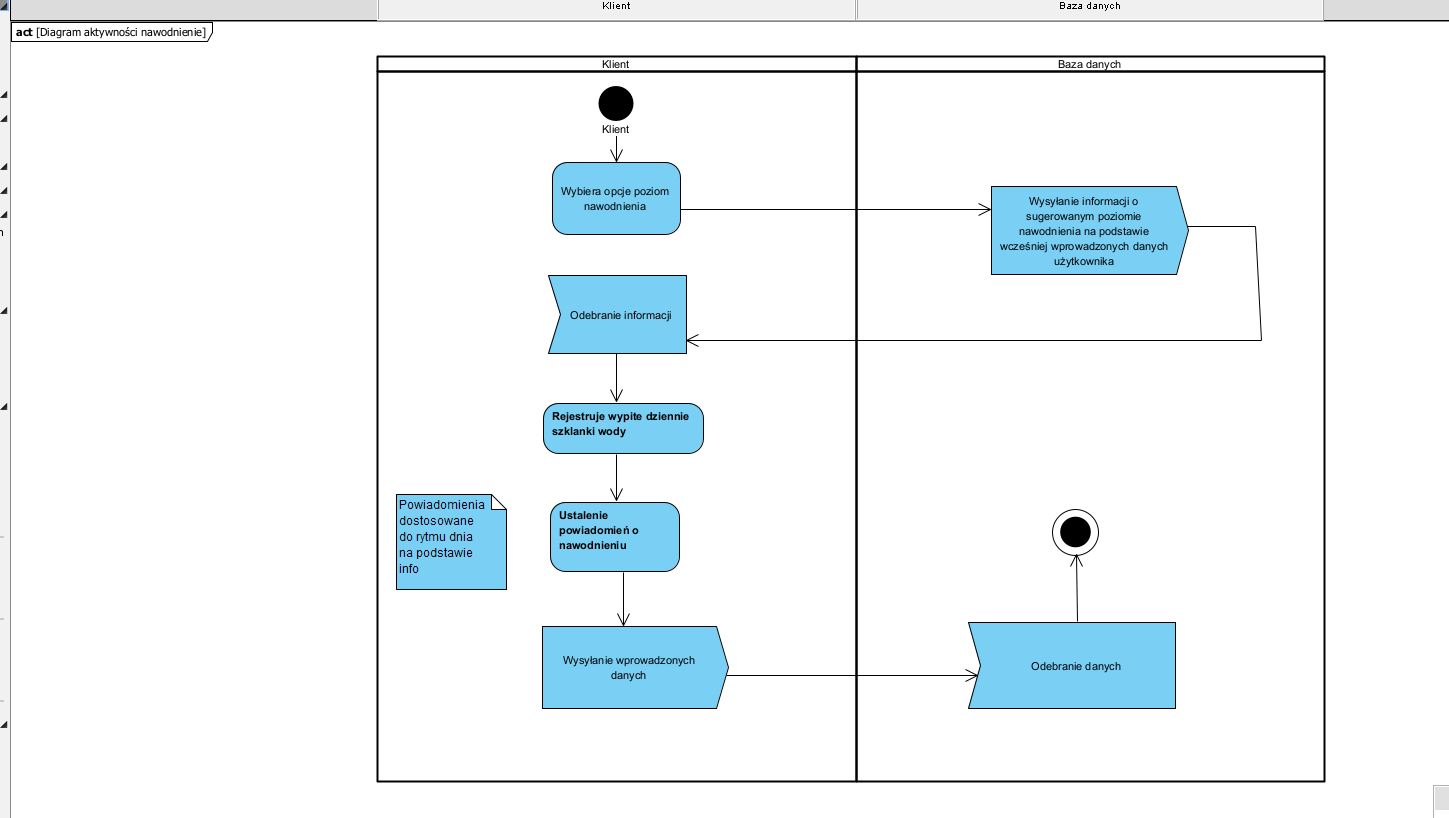 Klient
Baza danych
act [Diagram aktywności nawodnienie]
Klient
Baza danych
Klient
Wybiera opcje poziom
nawodnienia
Wysyłanie informacji o
sugerowanym poziomie
nawodnienia na podstawie
wcześniej wprowadzonych danych
użytkownika
Odebranie informacji
Rejestruje wypite dziennie
szklanki wody
Powiadomienia
dostosowane
do rytmu dnia
na podstawie
info
Ustalenie
powiadomień o
nawodnieniu
Wysyłanie wprowadzonych
danych
Odebranie danych